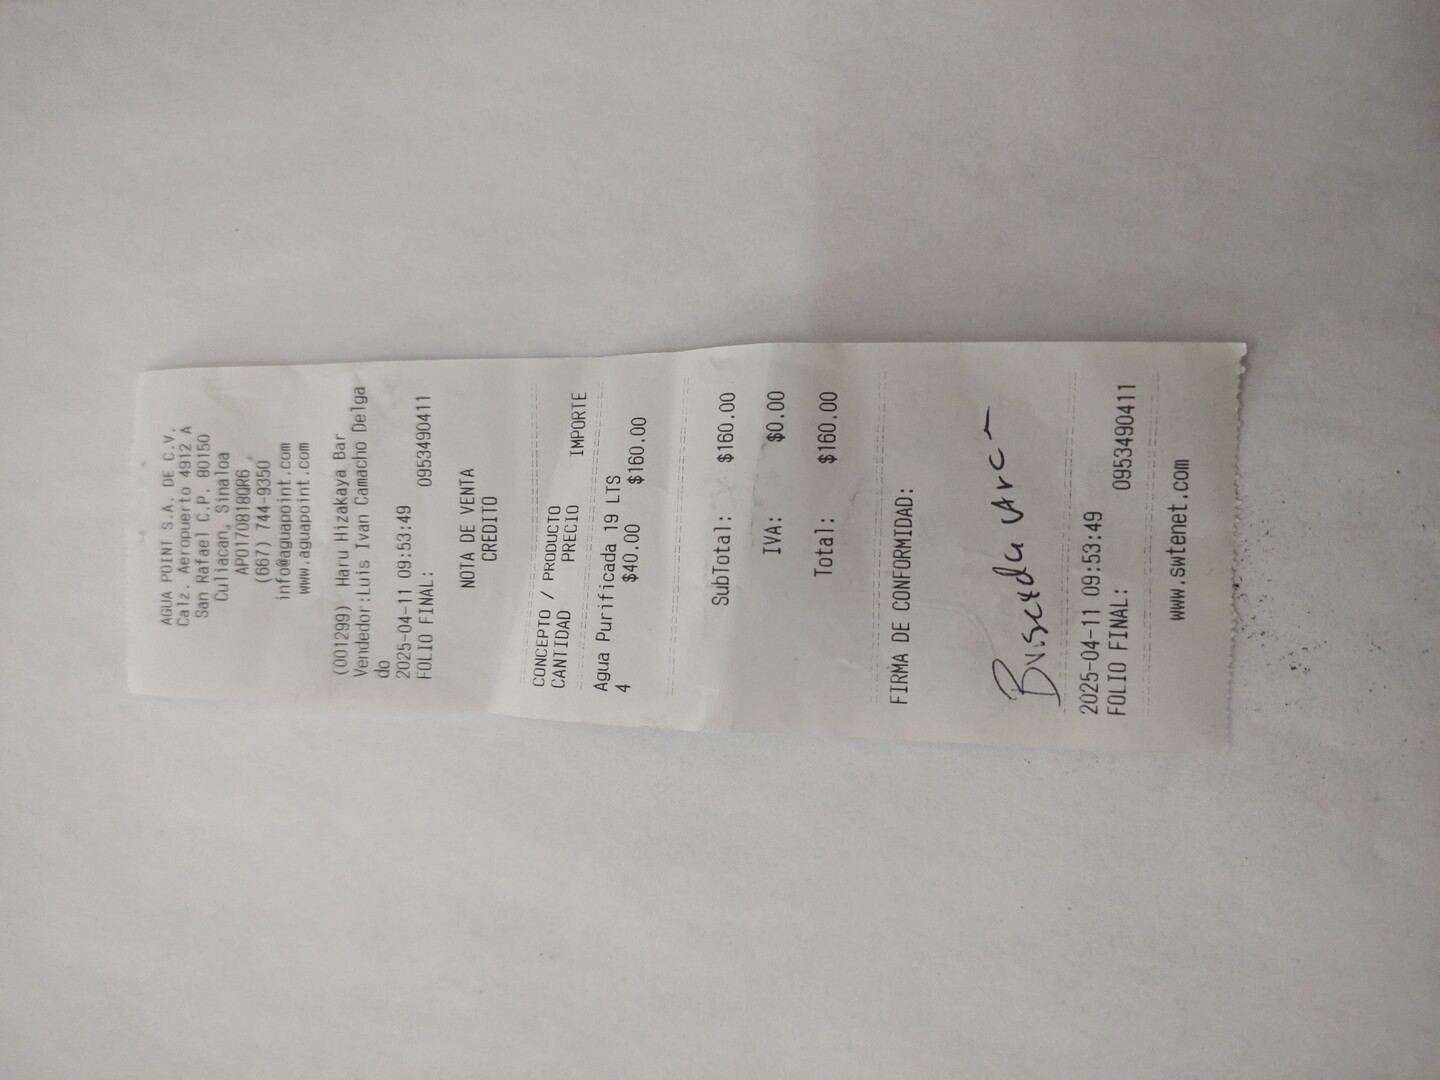 AGUA POINT S.A. DE C.V.
Calz. Aeropuerto 4912 A
San Rafael C.P. 80150
Culiacan, Sinaloa
APO170818QR6
(667) 744-9350
info@aguapoint.com
www.aguapoint.com
(001299) Haru Hizakaya Bar
Vendedor:Luis Ivan Camacho Delga
do
2025-04-11 09:53:49
FOLIO FINAL: 0953490411
NOTA DE VENTA
CREDITO
CONCEPTO / PRODUCTO
CANTIDAD PRECIO IMPORTE
Agua Purificada 19 LTS
4 $40.00 $160.00
SubTotal: $160.00
IVA: $0.00
Total: $160.00
FIRMA DE CONFORMIDAD:
2025-04-11 09:53:49
FOLIO FINAL: 0953490411
www.swtenet.com